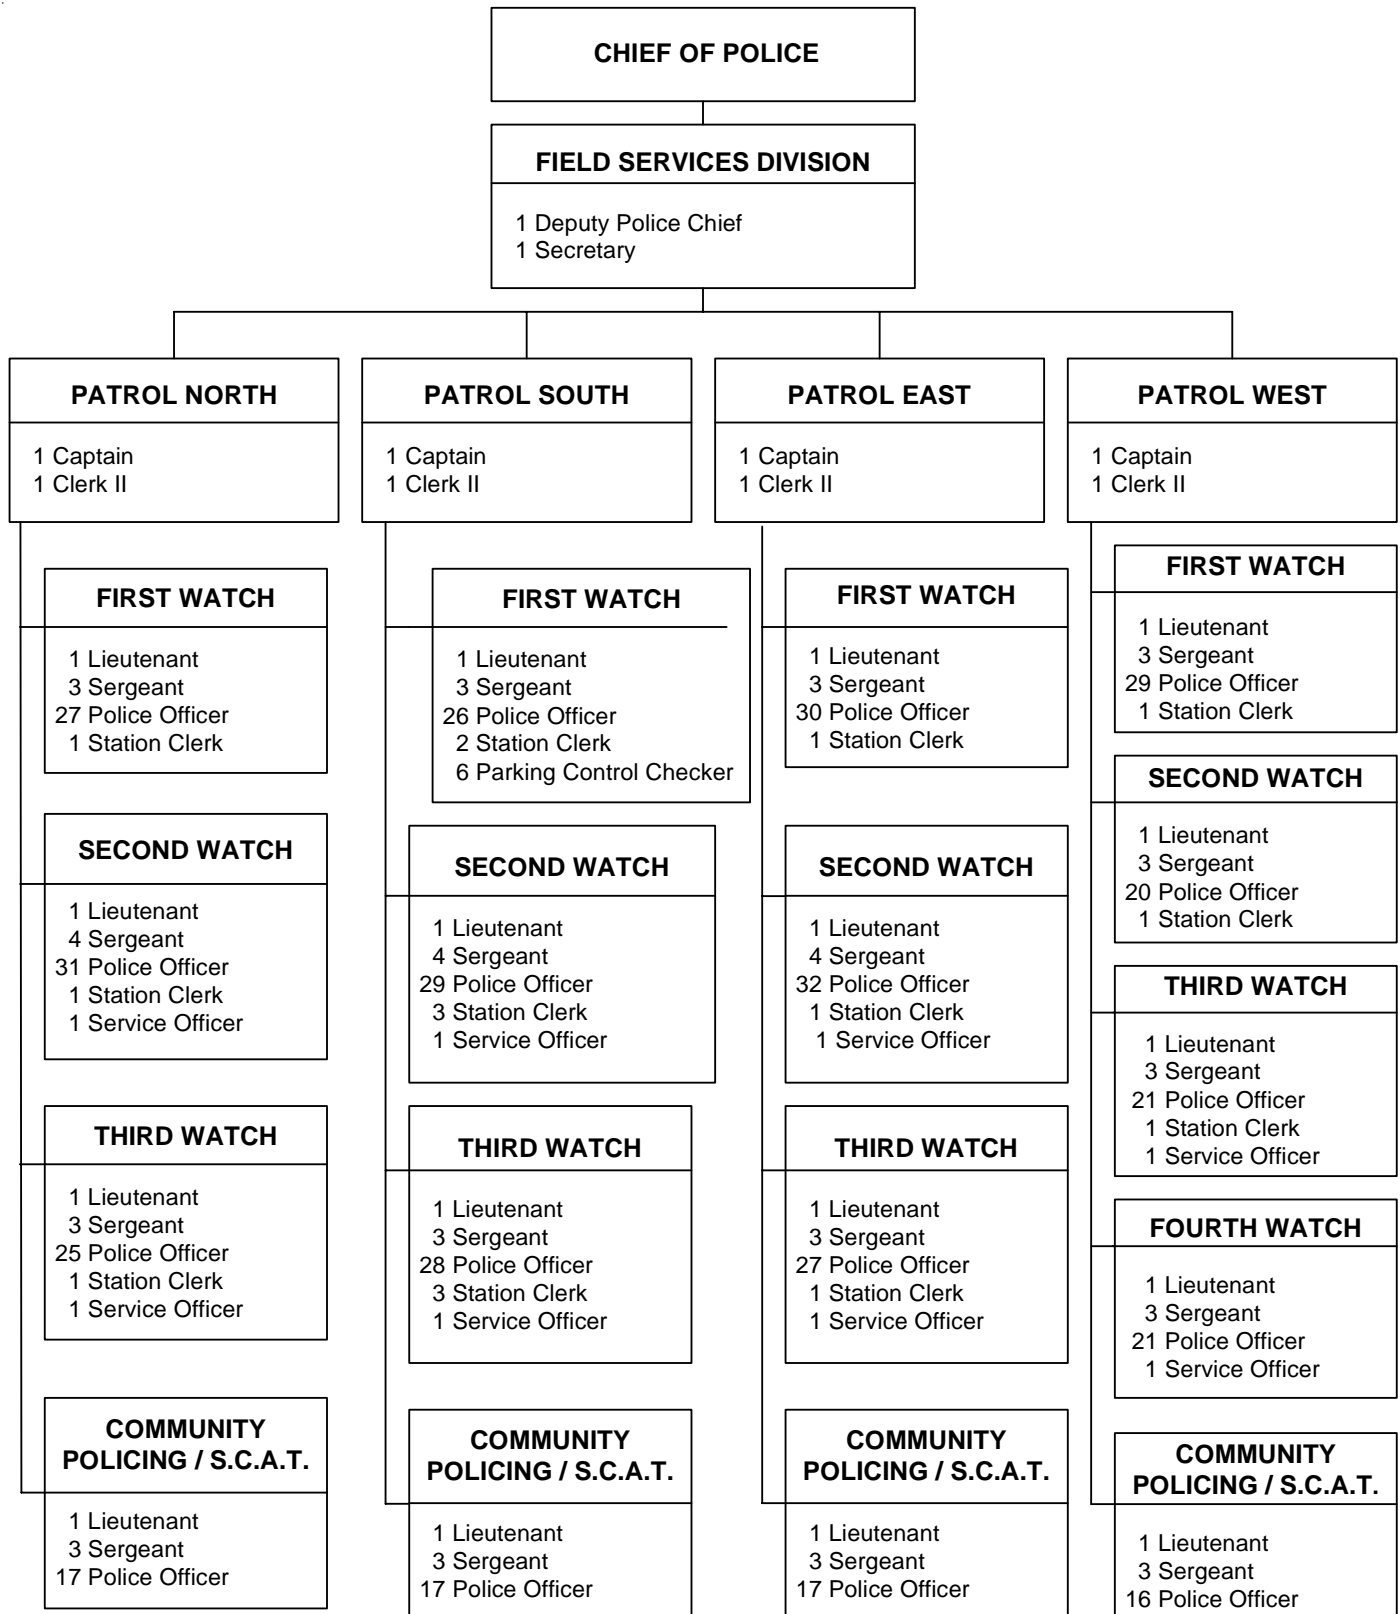 CHIEF OF POLICE
FIELD SERVICES DIVISION
1 Deputy Police Chief
1 Secretary
PATROL NORTH
1 Captain
1 Clerk II
FIRST WATCH
1 Lieutenant
3 Sergeant
27 Police Officer
1 Station Clerk
SECOND WATCH
1 Lieutenant
4 Sergeant
31 Police Officer
1 Station Clerk
1 Service Officer
THIRD WATCH
1 Lieutenant
3 Sergeant
25 Police Officer
1 Station Clerk
1 Service Officer
COMMUNITY
POLICING / S.C.A.T.
1 Lieutenant
3 Sergeant
17 Police Officer
PATROL SOUTH
1 Captain
1 Clerk II
FIRST WATCH
1 Lieutenant
3 Sergeant
26 Police Officer
2 Station Clerk
6 Parking Control Checker
SECOND WATCH
1 Lieutenant
4 Sergeant
29 Police Officer
3 Station Clerk
1 Service Officer
THIRD WATCH
1 Lieutenant
3 Sergeant
28 Police Officer
3 Station Clerk
1 Service Officer
COMMUNITY
POLICING / S.C.A.T.
1 Lieutenant
3 Sergeant
17 Police Officer
PATROL EAST
1 Captain
1 Clerk II
FIRST WATCH
1 Lieutenant
3 Sergeant
30 Police Officer
1 Station Clerk
SECOND WATCH
1 Lieutenant
4 Sergeant
32 Police Officer
1 Station Clerk
1 Service Officer
THIRD WATCH
1 Lieutenant
3 Sergeant
27 Police Officer
1 Station Clerk
1 Service Officer
COMMUNITY
POLICING / S.C.A.T.
1 Lieutenant
3 Sergeant
17 Police Officer
PATROL WEST
1 Captain
1 Clerk II
FIRST WATCH
1 Lieutenant
3 Sergeant
29 Police Officer
1 Station Clerk
SECOND WATCH
1 Lieutenant
3 Sergeant
20 Police Officer
1 Station Clerk
THIRD WATCH
1 Lieutenant
3 Sergeant
21 Police Officer
1 Station Clerk
1 Service Officer
FOURTH WATCH
1 Lieutenant
3 Sergeant
21 Police Officer
1 Service Officer
COMMUNITY
POLICING / S.C.A.T.
1 Lieutenant
3 Sergeant
16 Police Officer